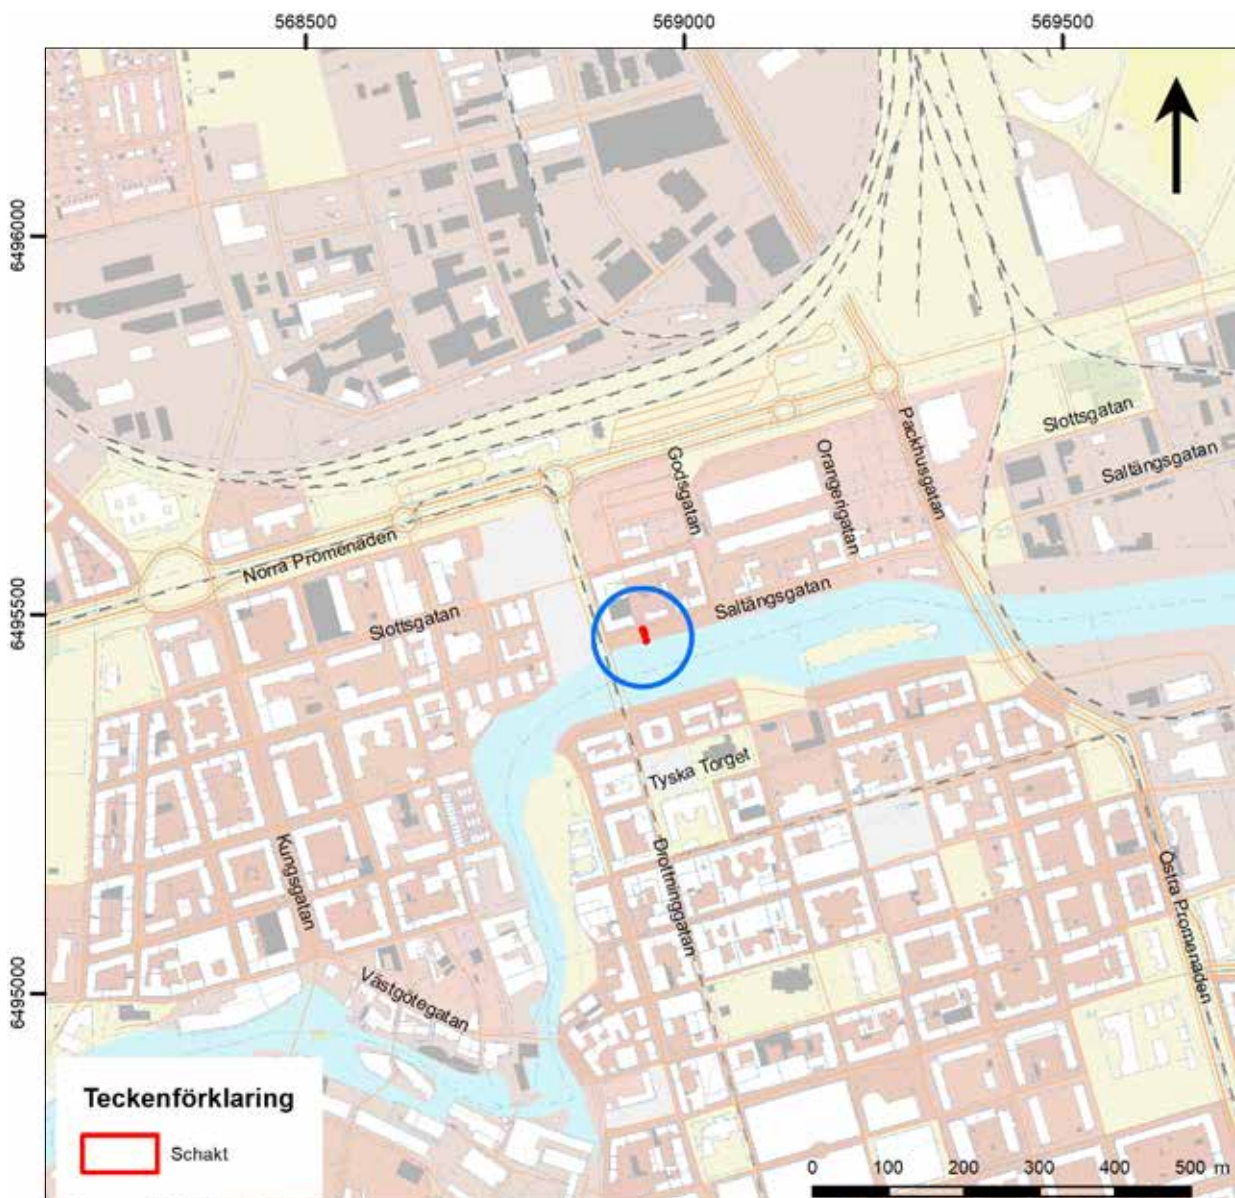 568500
569000
569500
6496000
Slottsgatan
Saltängsgatan
Packhusgatan
Orangerigatan
Godsgatan
Norra Promenäden
6495500
Slottsgatan
Saltängsgatan
Tyska Torget
Drottninggatan
Kungsgatan
Östra Promenaden
6495000
Västgötegatan
Teckenförklaring
Schakt
0 100 200 300 400 500 m